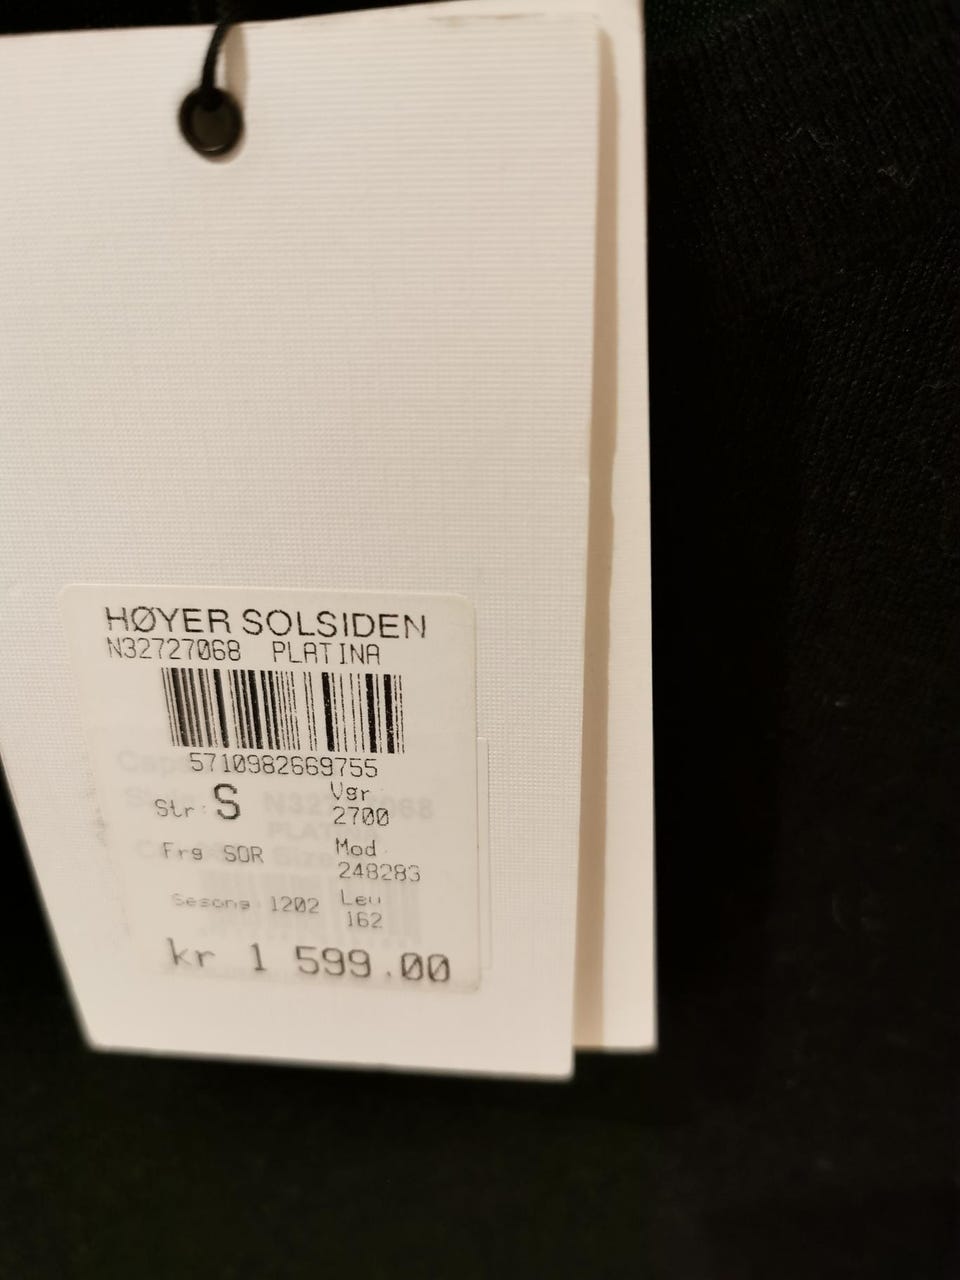 HØYER SOLSIDEN
N32727068 PLATINA
5710982669755
Str: S Vgr 2700
Frg SOR Mod 248283
Sesong 1202 Lev 162
kr 1 599.00